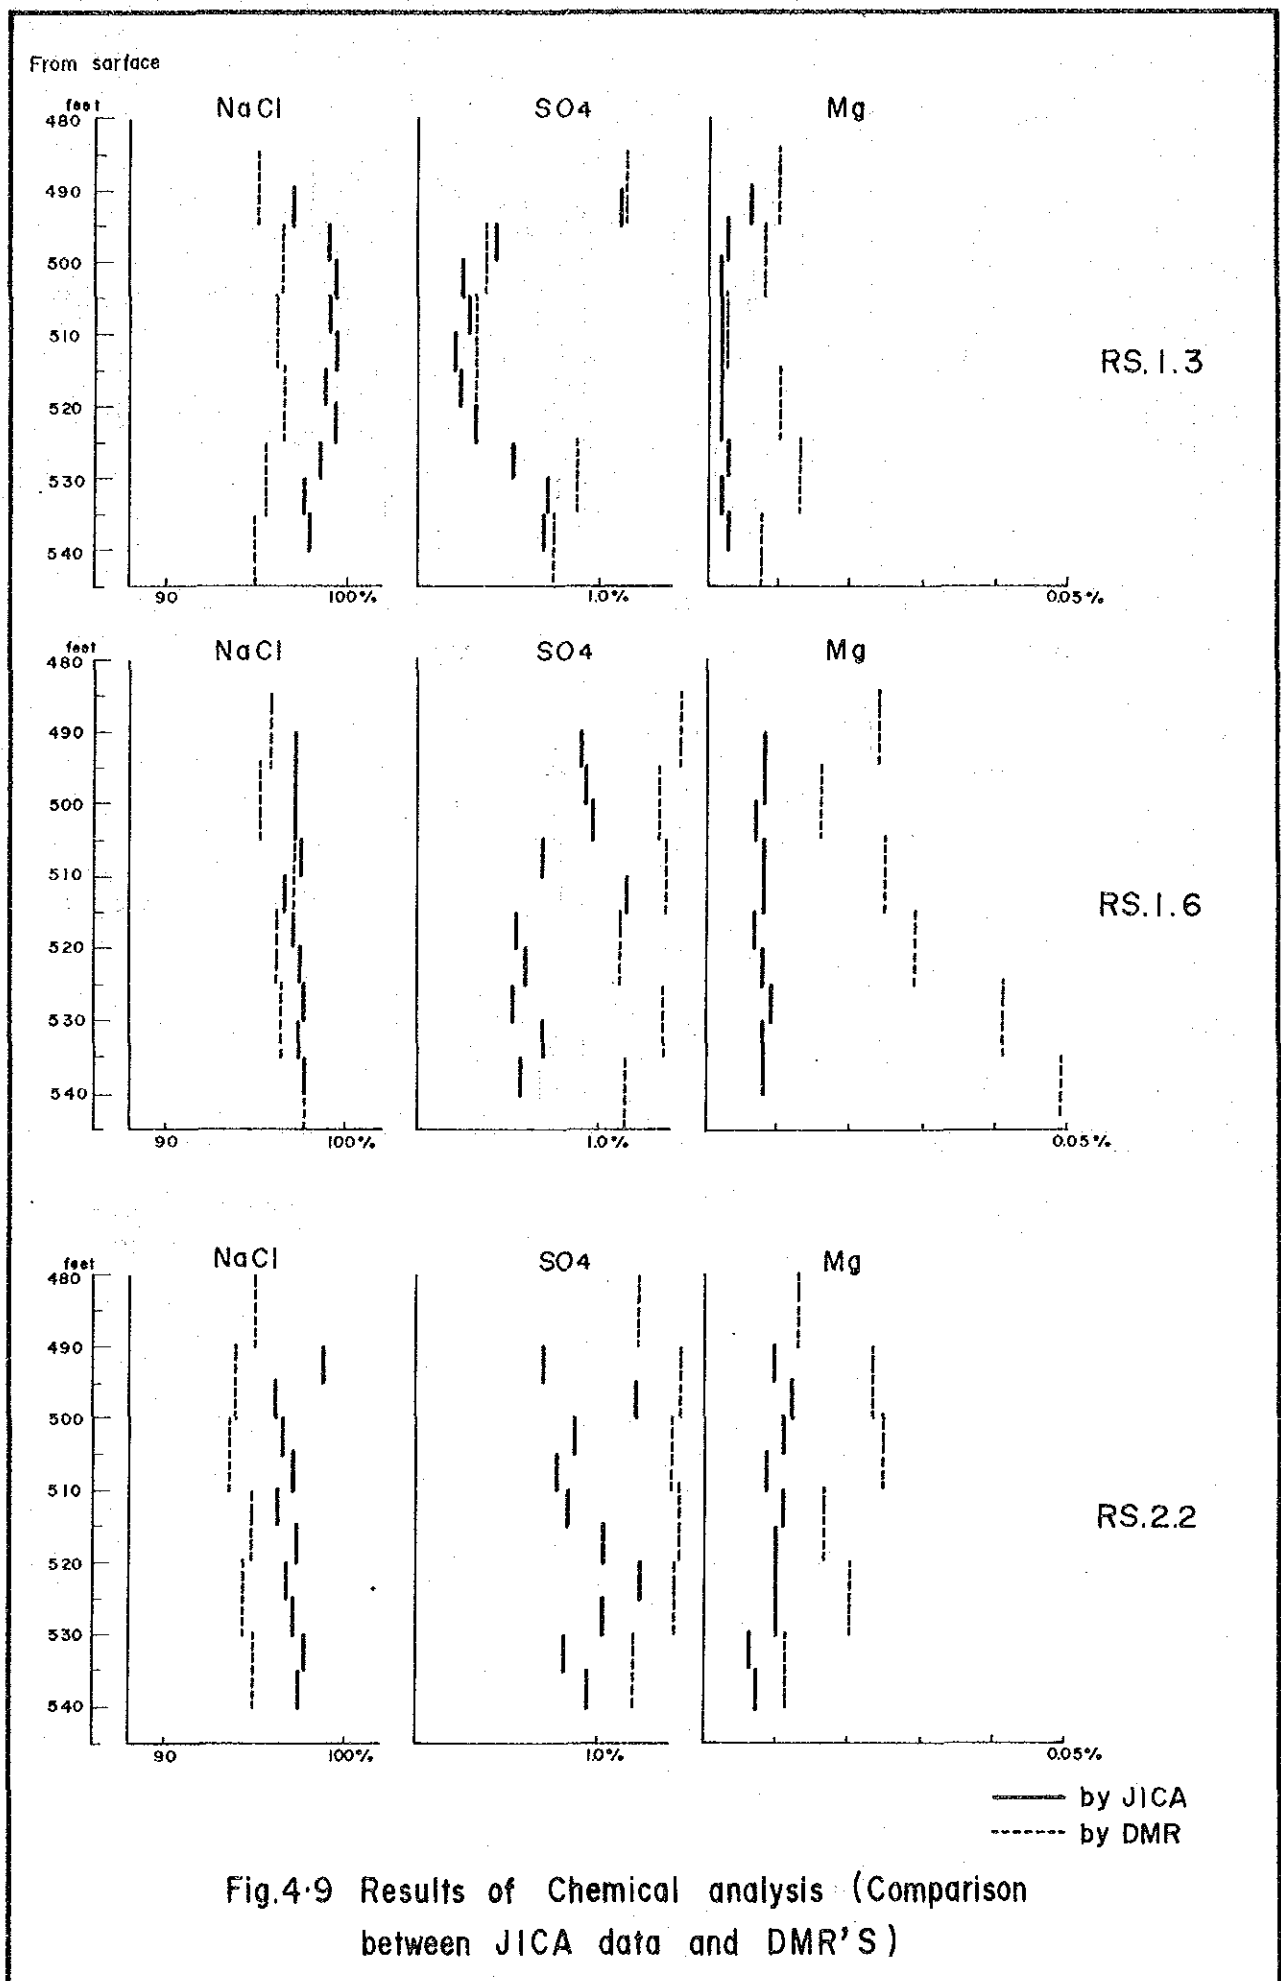 From sarface
feet NaCl SO4 Mg
480
490
500
510
520
530
540
RS.1.3
90 100% 1.0% 0.05%
feet NaCl SO4 Mg
480
490
500
510
520
530
540
RS.1.6
90 100% 1.0% 0.05%
feet NaCl SO4 Mg
480
490
500
510
520
530
540
RS.2.2
90 100% 1.0% 0.05%
by JICA
by DMR
Fig.4·9 Results of Chemical analysis (Comparison
between JICA data and DMR'S)